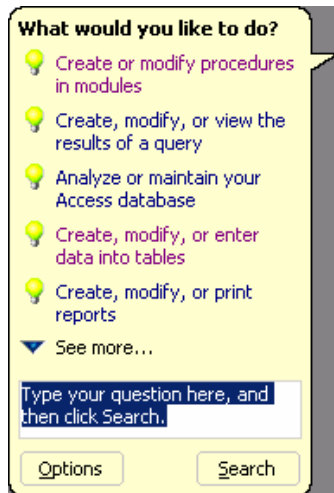 What would you like to do?
Create or modify procedures
in modules
Create, modify, or view the
results of a query
Analyze or maintain your
Access database
Create, modify, or enter
data into tables
Create, modify, or print
reports
See more...
Type your question here, and
then click Search.
Options
Search